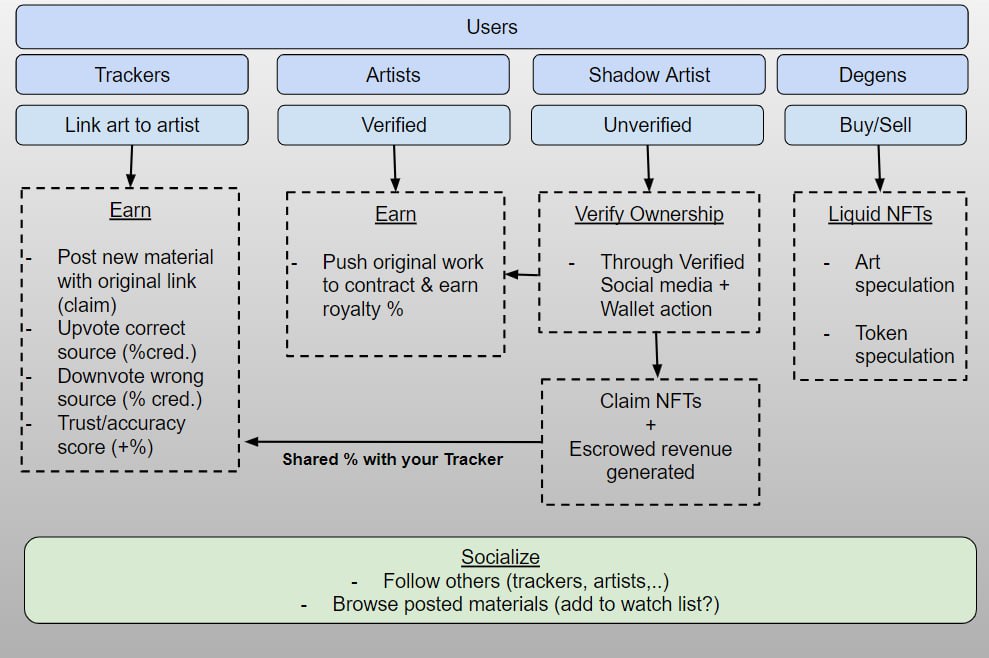 Users
Trackers
Artists
Shadow Artist
Degens
Link art to artist
Verified
Unverified
Buy/Sell
Earn
- Post new material
with original link
(claim)
- Upvote correct
source (%cred.)
- Downvote wrong
source (% cred.)
- Trust/accuracy
score (+%)
Earn
- Push original work
to contract & earn
royalty %
Verify Ownership
- Through Verified
Social media +
Wallet action
Liquid NFTs
- Art
speculation
- Token
speculation
Claim NFTs
+
Escrowed revenue
generated
Shared % with your Tracker
Socialize
- Follow others (trackers, artists,..)
- Browse posted materials (add to watch list?)